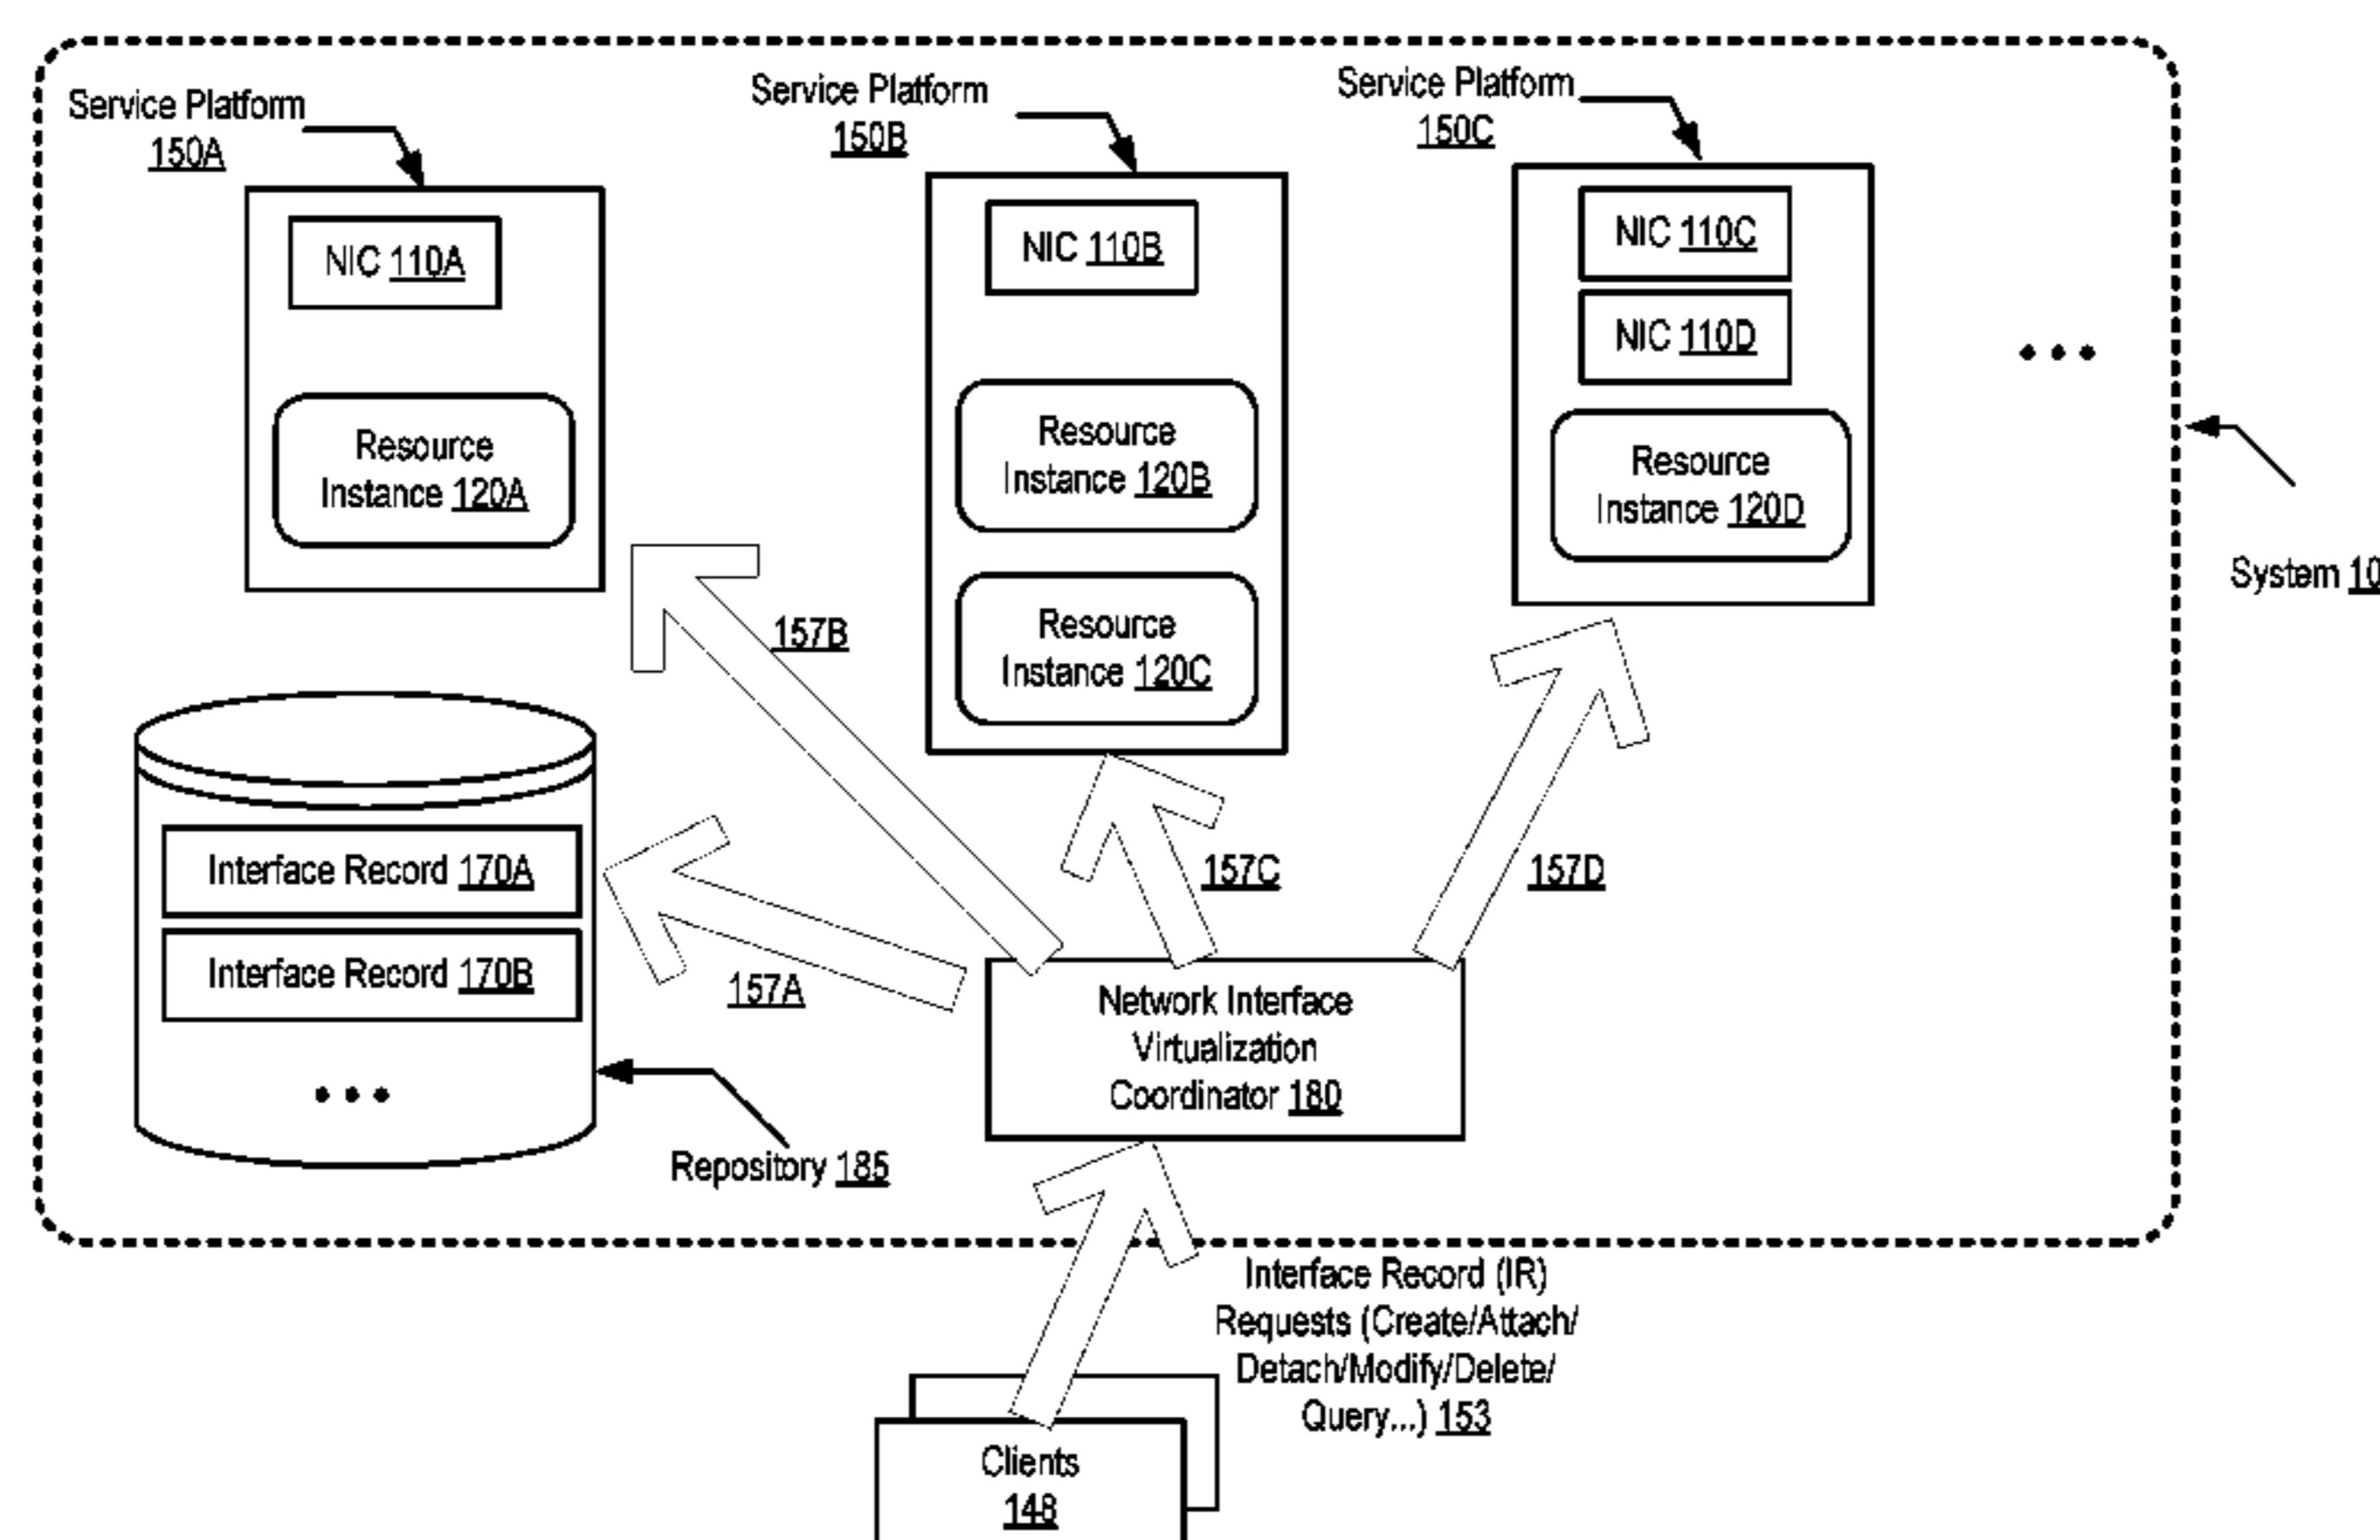 Service Platform
150A
Service Platform
150B
Service Platform
150C
NIC 110A
NIC 110B
NIC 110C
NIC 110D
Resource
Instance 120A
Resource
Instance 120B
Resource
Instance 120C
Resource
Instance 120D
System 10
157B
157C
157D
157A
Interface Record 170A
Interface Record 170B
Repository 185
Network Interface
Virtualization
Coordinator 180
Interface Record (IR)
Requests (Create/Attach/
Detach/Modify/Delete/
Query...) 153
Clients
148